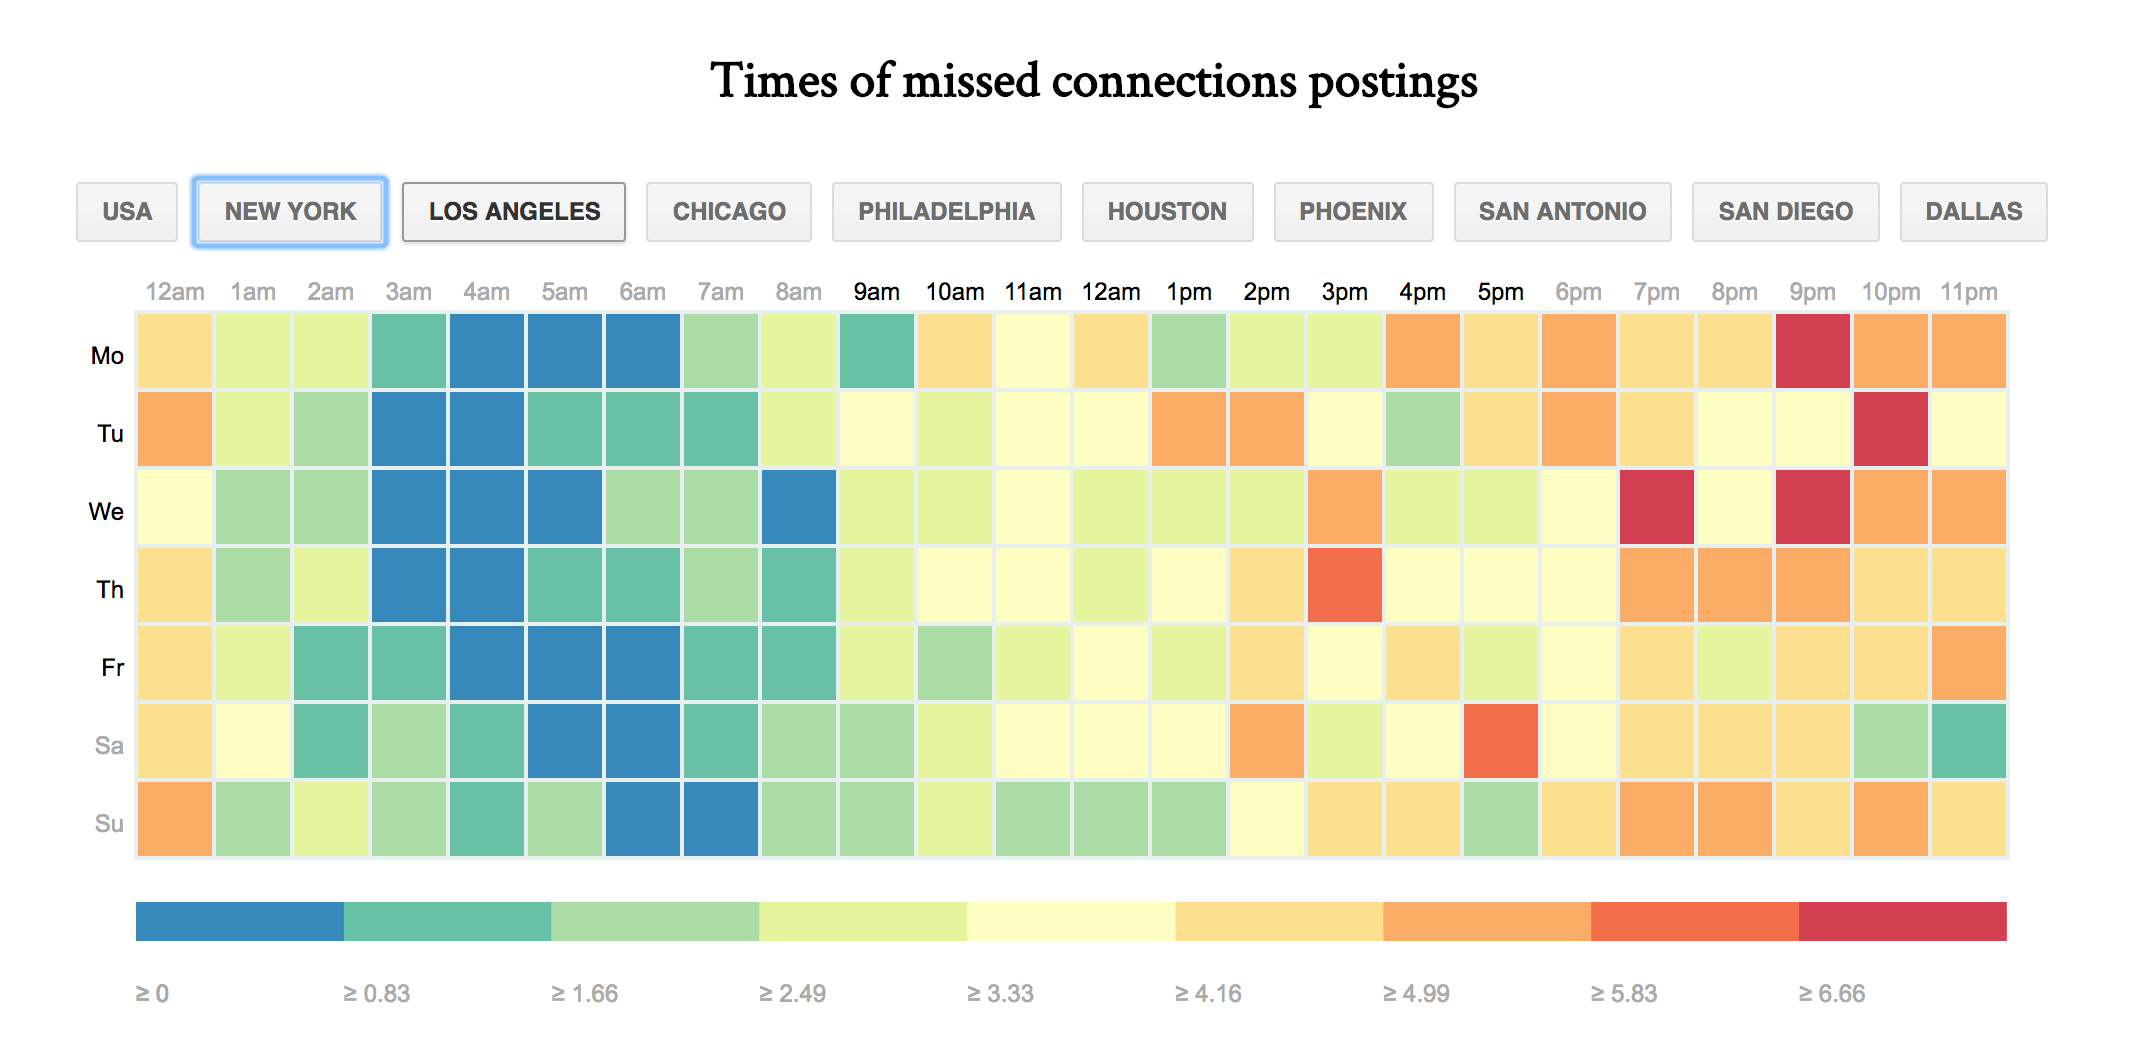 Times of missed connections postings
USA NEW YORK LOS ANGELES CHICAGO PHILADELPHIA HOUSTON PHOENIX SAN ANTONIO SAN DIEGO DALLAS
12am 1am 2am 3am 4am 5am 6am 7am 8am 9am 10am 11am 12am 1pm 2pm 3pm 4pm 5pm 6pm 7pm 8pm 9pm 10pm 11pm
Mo
Tu
We
Th
Fr
Sa
Su
≥ 0 ≥ 0.83 ≥ 1.66 ≥ 2.49 ≥ 3.33 ≥ 4.16 ≥ 4.99 ≥ 5.83 ≥ 6.66